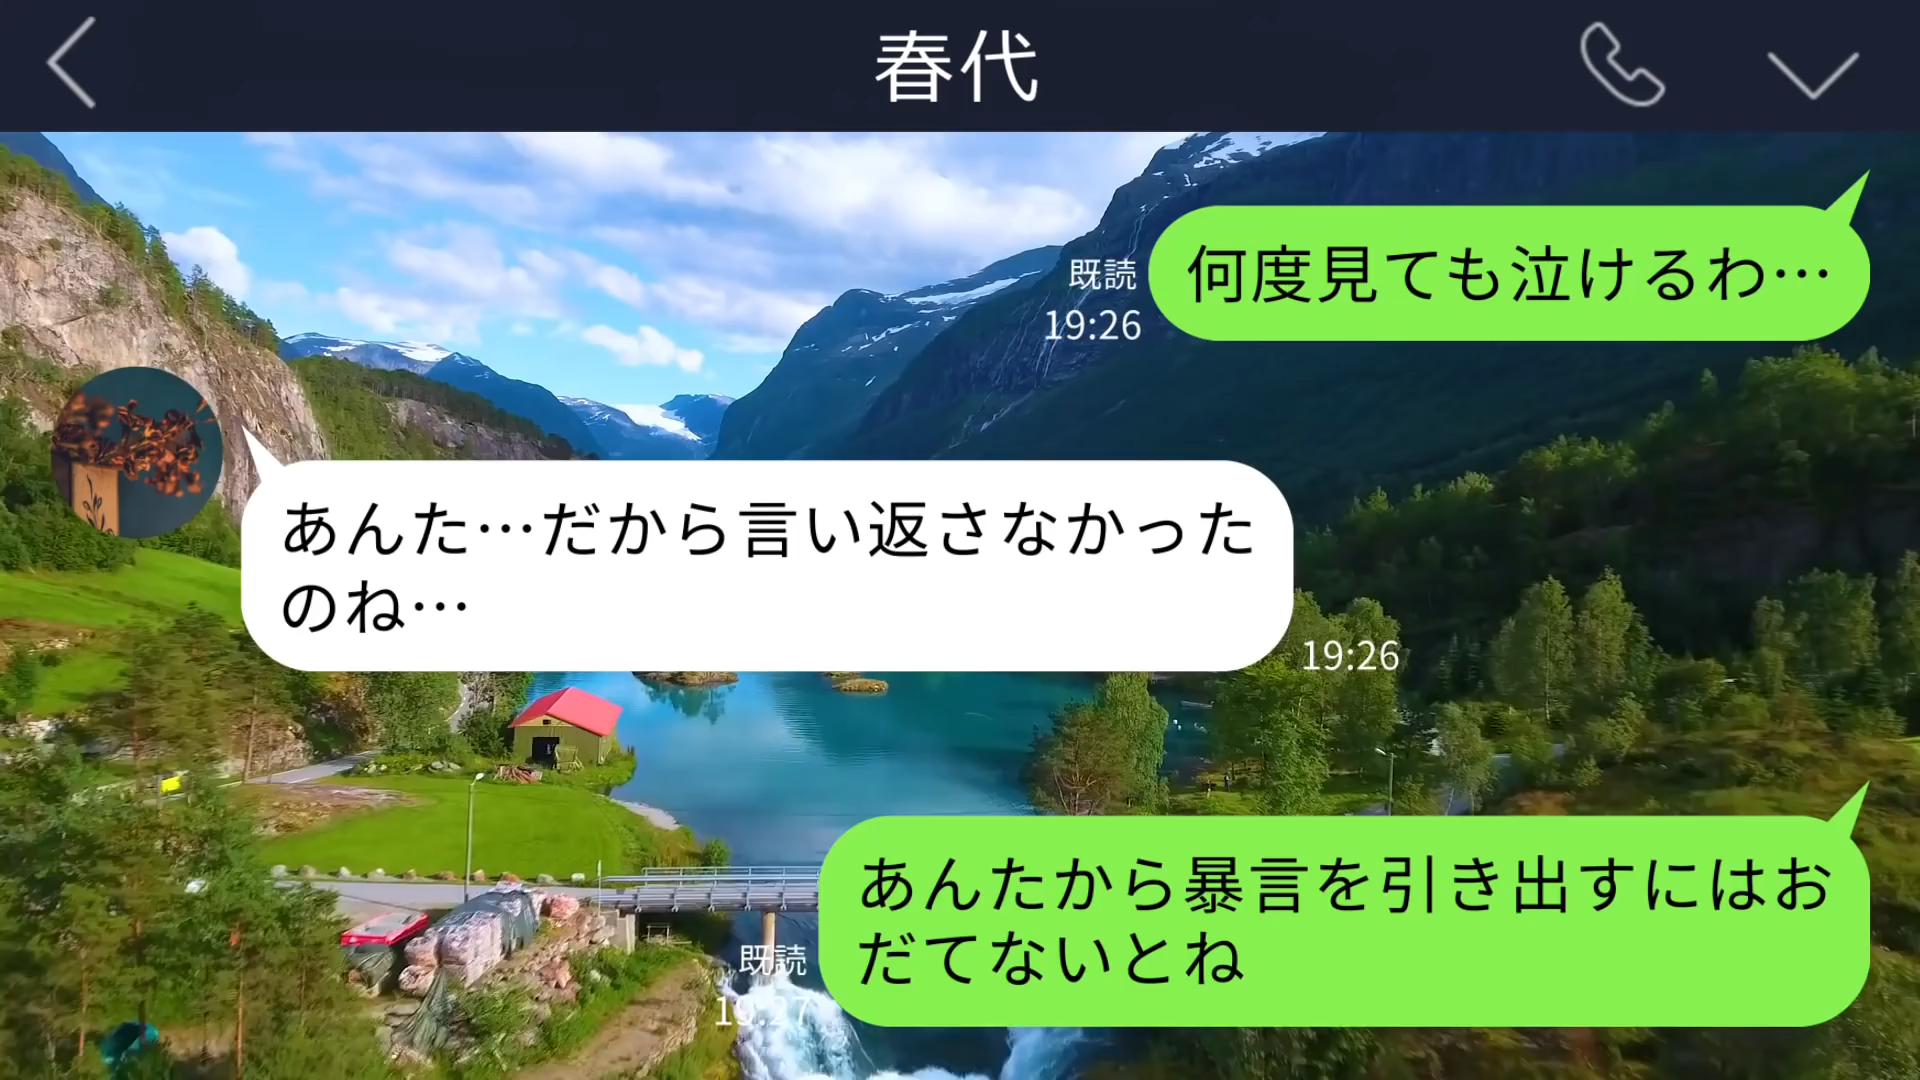 春代
何度見ても泣けるわ…
既読
19:26
あんた…だから言い返さなかった
のね…
19:26
あんたから暴言を引き出すにはお
だてないとね
既読
19:27